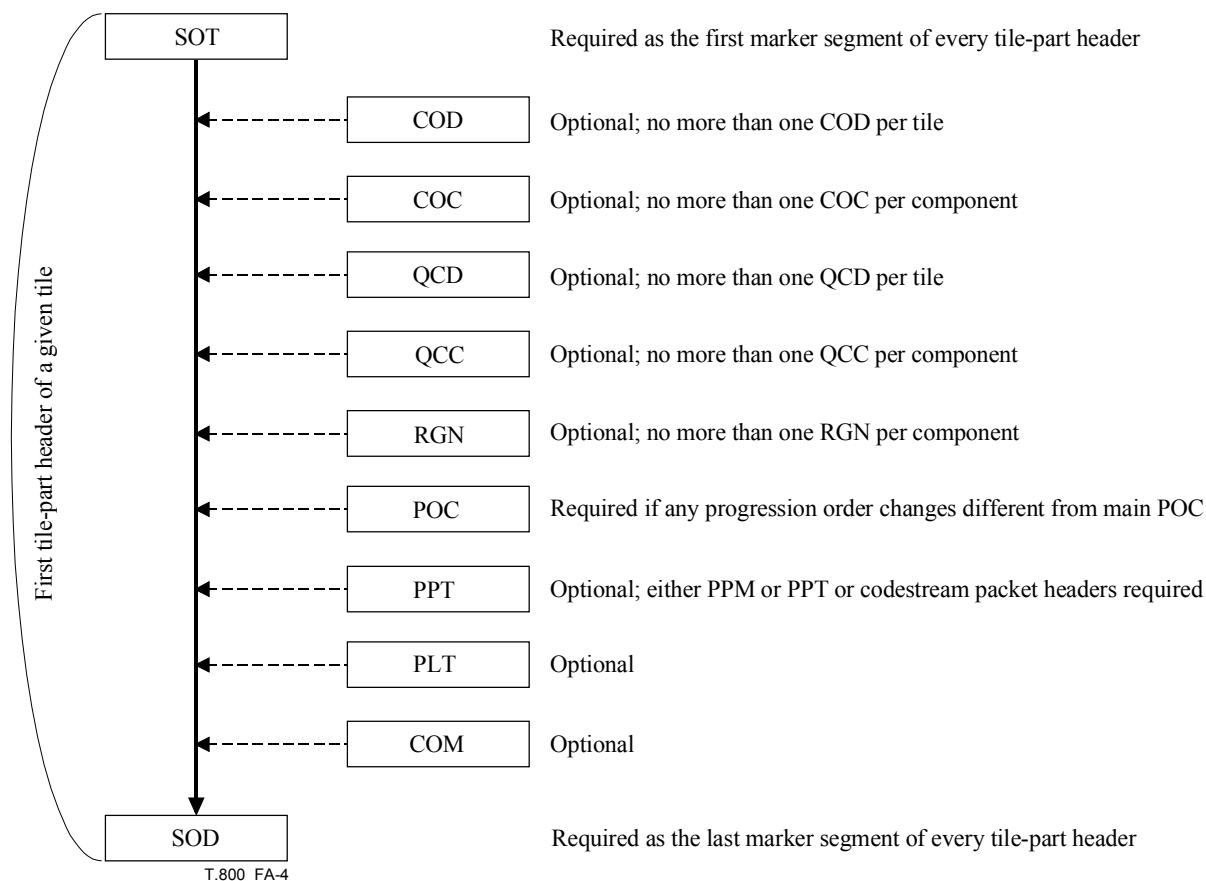 SOT Required as the first marker segment of every tile-part header
COD Optional; no more than one COD per tile
COC Optional; no more than one COC per component
QCD Optional; no more than one QCD per tile
QCC Optional; no more than one QCC per component
RGN Optional; no more than one RGN per component
POC Required if any progression order changes different from main POC
PPT Optional; either PPM or PPT or codestream packet headers required
PLT Optional
COM Optional
SOD Required as the last marker segment of every tile-part header
First tile-part header of a given tile
T.800_FA-4